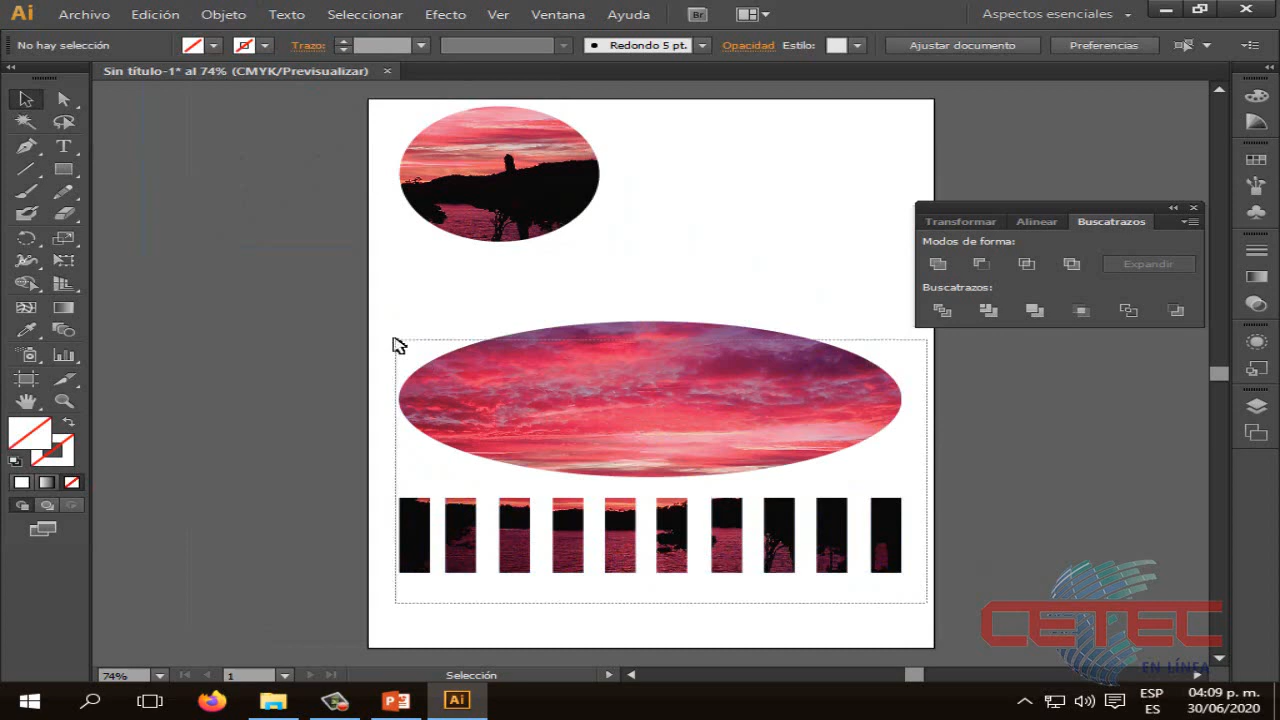 Ai Archivo Edición Objeto Texto Seleccionar Efecto Ver Ventana Ayuda Br Aspectos esenciales
No hay selección Trazo: Redondo 5 pt. Opacidad Estilo: Ajustar documento Preferencias
Sin título-1* al 74% (CMYK/Previsualizar)
Transformar Alinear Buscatrazos
Modos de forma:
Expandir
Buscatrazos:
CETEC
EN LÍNEA
74% 1 Selección
Ai ESP 04:09 p. m.
ES 30/06/2020